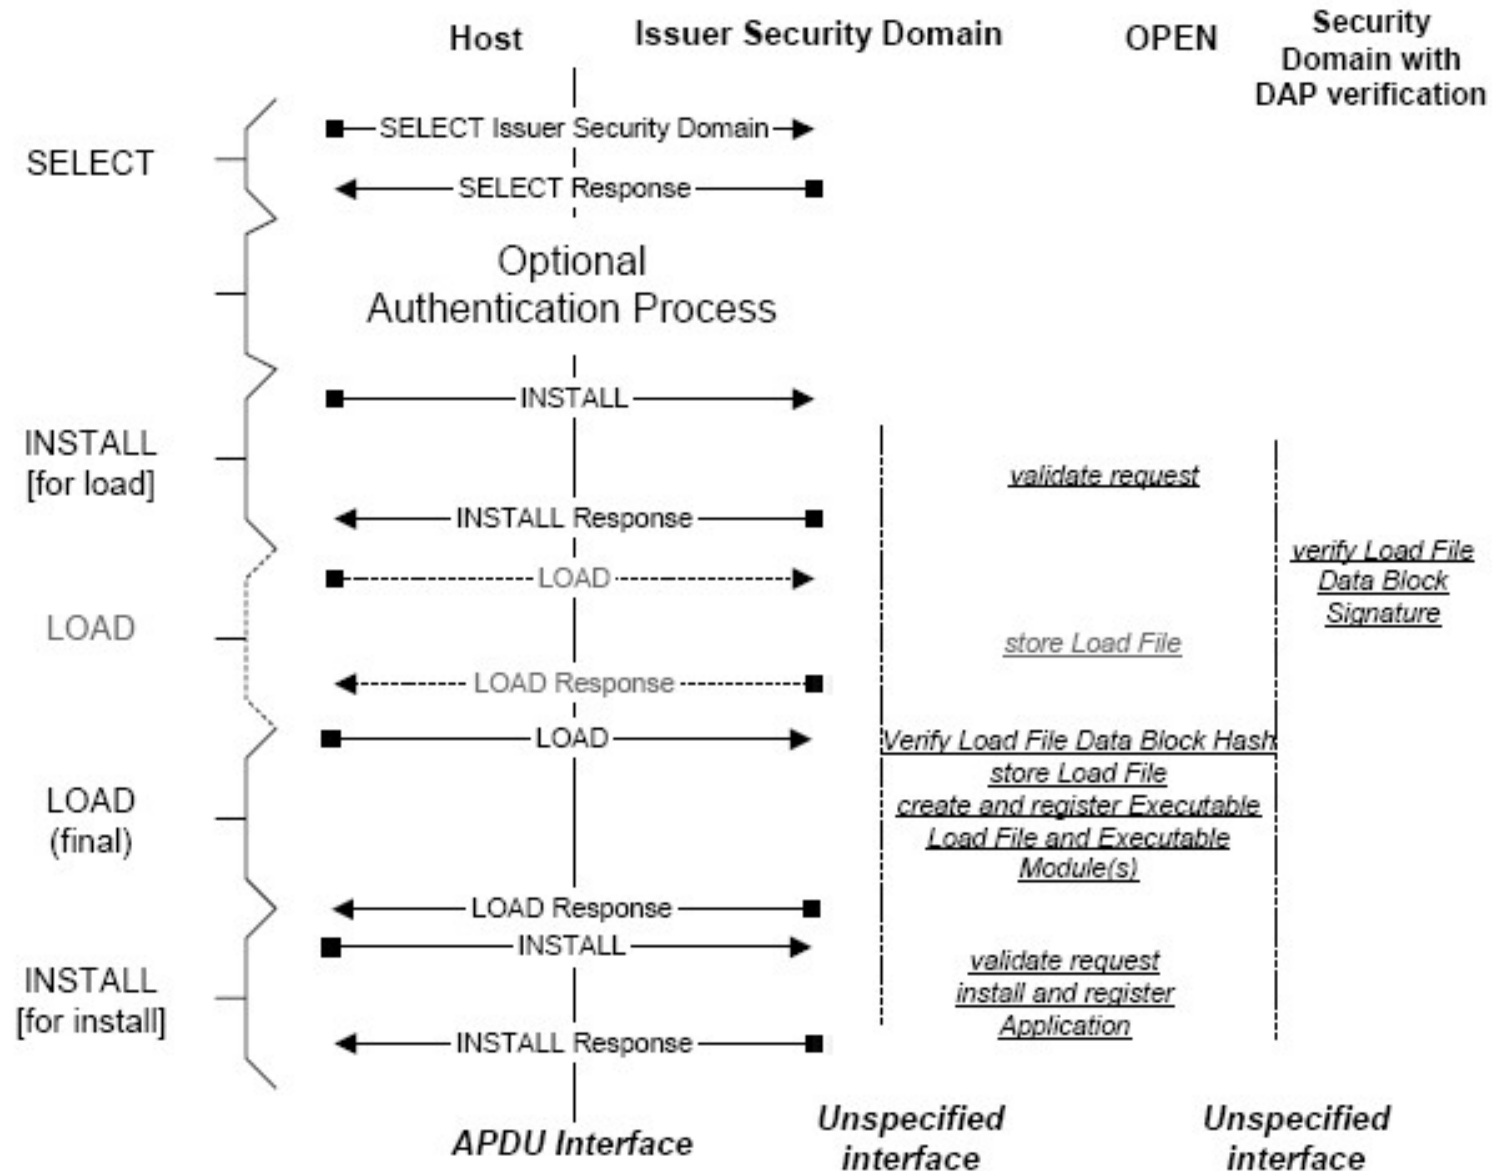 Host
Issuer Security Domain
OPEN
Security
Domain with
DAP verification
SELECT
SELECT Issuer Security Domain
SELECT Response
Optional
Authentication Process
INSTALL
[for load]
INSTALL
validate request
INSTALL Response
verify Load File
Data Block
Signature
LOAD
LOAD
store Load File
LOAD Response
LOAD
(final)
LOAD
Verify Load File Data Block Hash
store Load File
create and register Executable
Load File and Executable
Module(s)
LOAD Response
INSTALL
[for install]
INSTALL
validate request
install and register
Application
INSTALL Response
APDU Interface
Unspecified
interface
Unspecified
interface